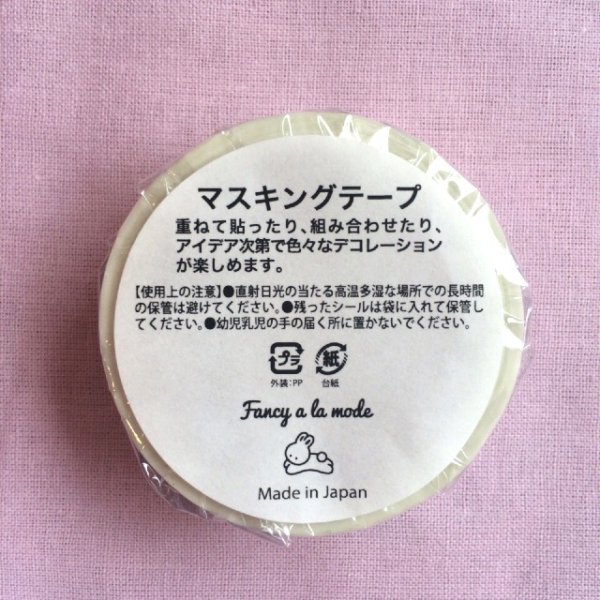 マスキングテープ
重ねて貼ったり、組み合わせたり、
アイデア次第で色々なデコレーション
が楽しめます。
【使用上の注意】●直射日光の当たる高温多湿な場所での長時間
の保管は避けてください。●残ったシールは袋に入れて保管し
てください。●幼児乳児の手の届く所に置かないでください。
プラ 紙
外装:PP 台紙
Fancy a la mode
Made in Japan